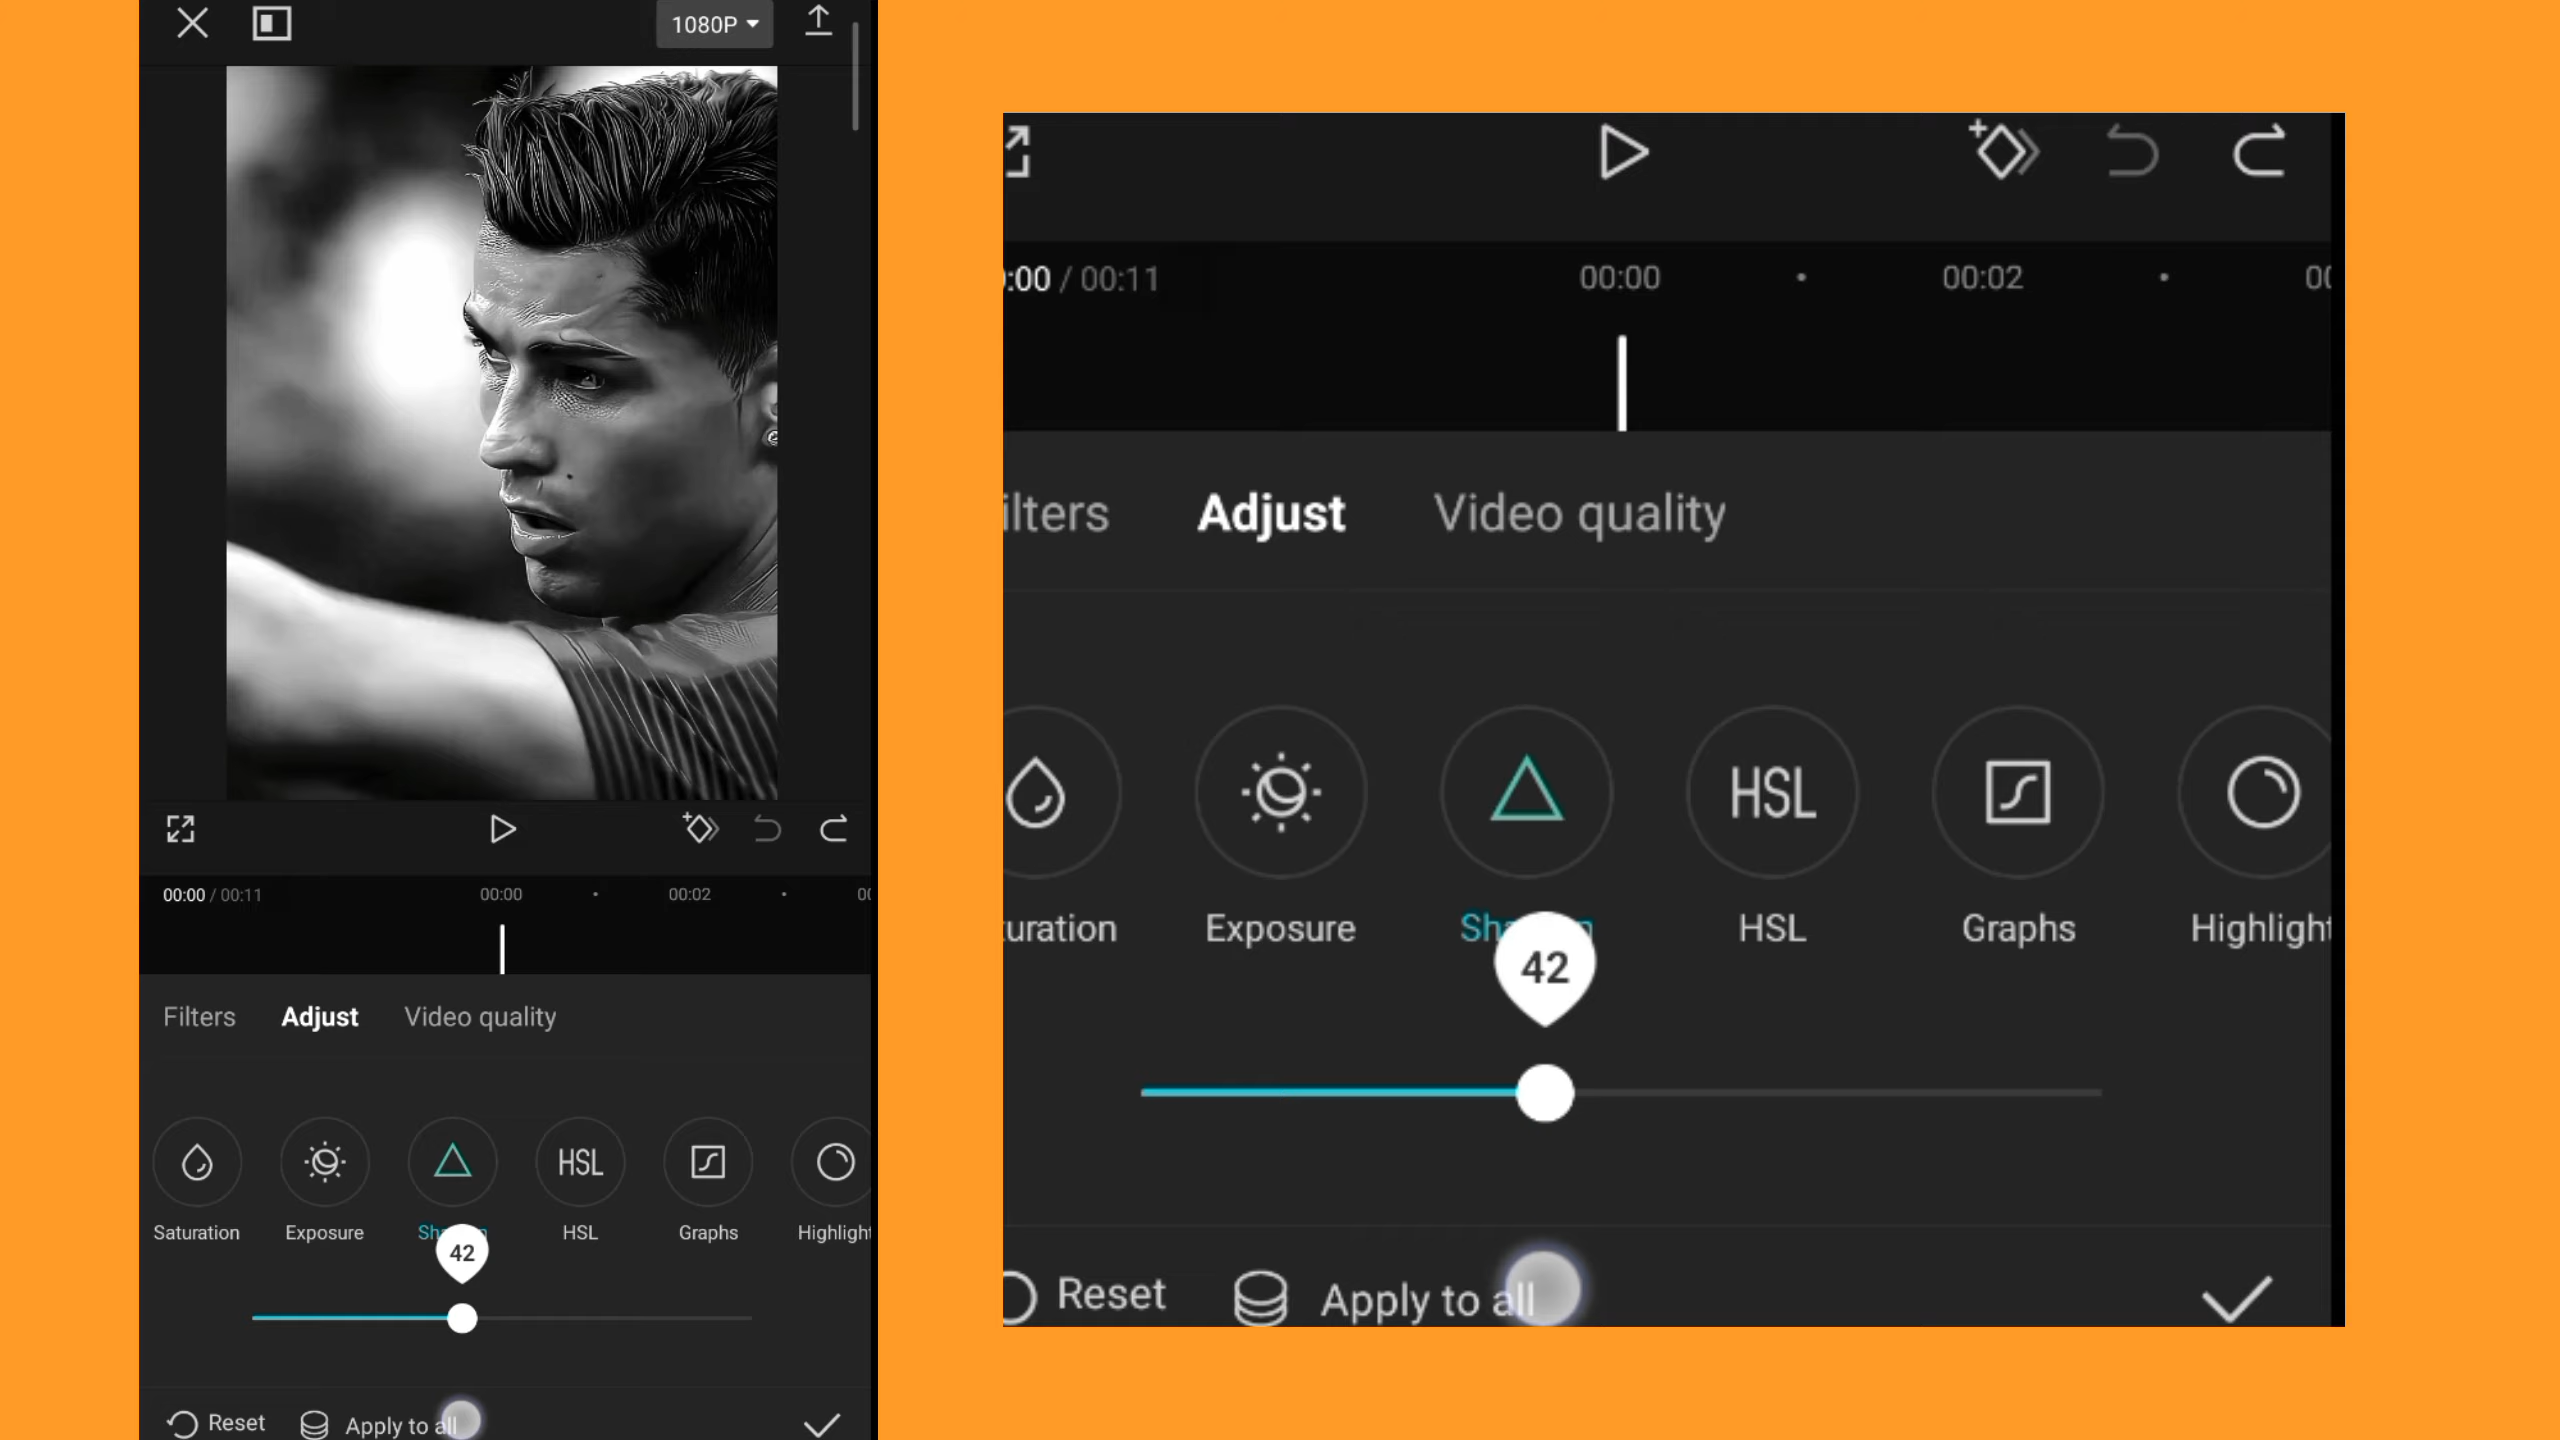 1080P
00:00 / 00:11
00:00
00:02
Filters
Adjust
Video quality
HSL
Saturation
Exposure
HSL
Graphs
Highlight
42
Reset
Apply to all
:00 / 00:11
00:00
00:02
ilters
Adjust
Video quality
HSL
uration
Exposure
HSL
Graphs
Highlight
42
Reset
Apply to all